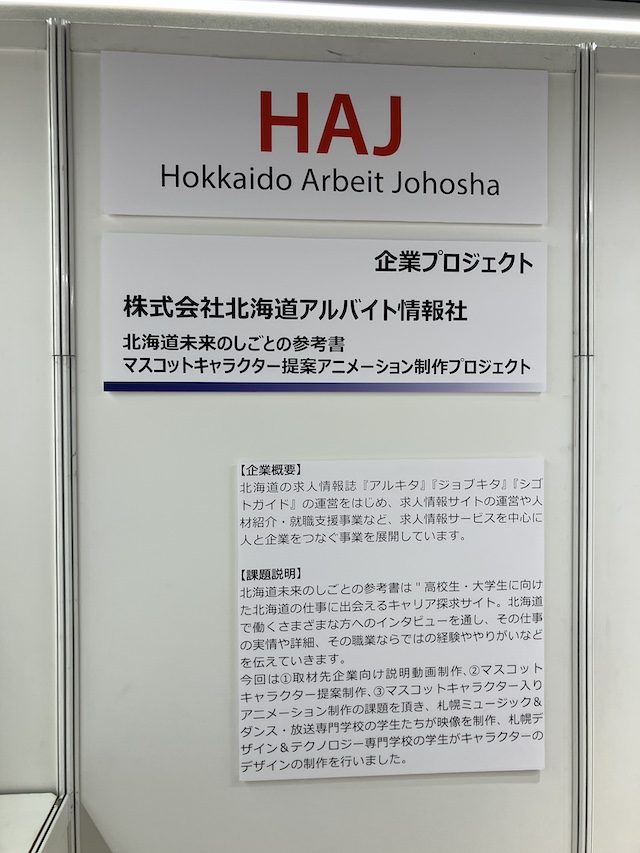 HAJ
Hokkaido Arbeit Johosha
企業プロジェクト
株式会社北海道アルバイト情報社
北海道未来のしごとの参考書
マスコットキャラクター提案アニメーション制作プロジェクト
【企業概要】
北海道の求人情報誌『アルキタ』『ジョブキタ』『シゴ
トガイド』の運営をはじめ、求人情報サイトの運営や人
材紹介・就職支援事業など、求人情報サービスを中心に
人と企業をつなぐ事業を展開しています。
【課題説明】
北海道未来のしごとの参考書は＂高校生・大学生に向け
た北海道の仕事に出会えるキャリア探求サイト。北海道
で働くさまざまな方へのインタビューを通し、その仕事
の実情や詳細、その職業ならではの経験ややりがいなど
を伝えていきます。
今回は①取材先企業向け説明動画制作、②マスコット
キャラクター提案制作、③マスコットキャラクター入り
アニメーション制作の課題を頂き、札幌ミュージック＆
ダンス・放送専門学校の学生たちが映像を制作、札幌デ
ザイン＆テクノロジー専門学校の学生がキャラクターの
デザインの制作を行いました。